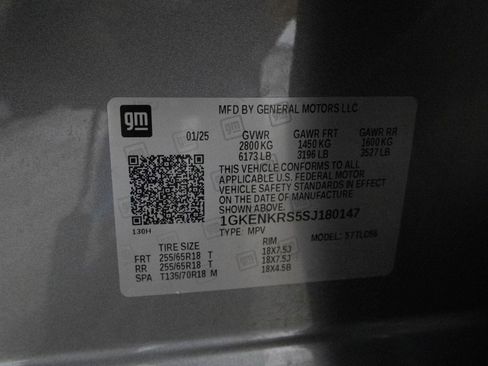 gm
MFD BY GENERAL MOTORS LLC
01/25 GVWR GAWR FRT GAWR RR
2800 KG 1450 KG 1600 KG
6173 LB 3196 LB 3527 LB
THIS VEHICLE CONFORMS TO ALL
APPLICABLE U.S. FEDERAL MOTOR
VEHICLE SAFETY STANDARDS IN EFFECT
ON THE DATE OF MANUFACTURE
SHOWN ABOVE.
1GKENKRS5SJ180147
130H
TYPE: MPV MODEL:
TIRE SIZE RIM
FRT 255/65R18 T 18X7.5J
RR 255/65R18 T 18X7.5J
SPA T135/70R18 M 18X4.5B